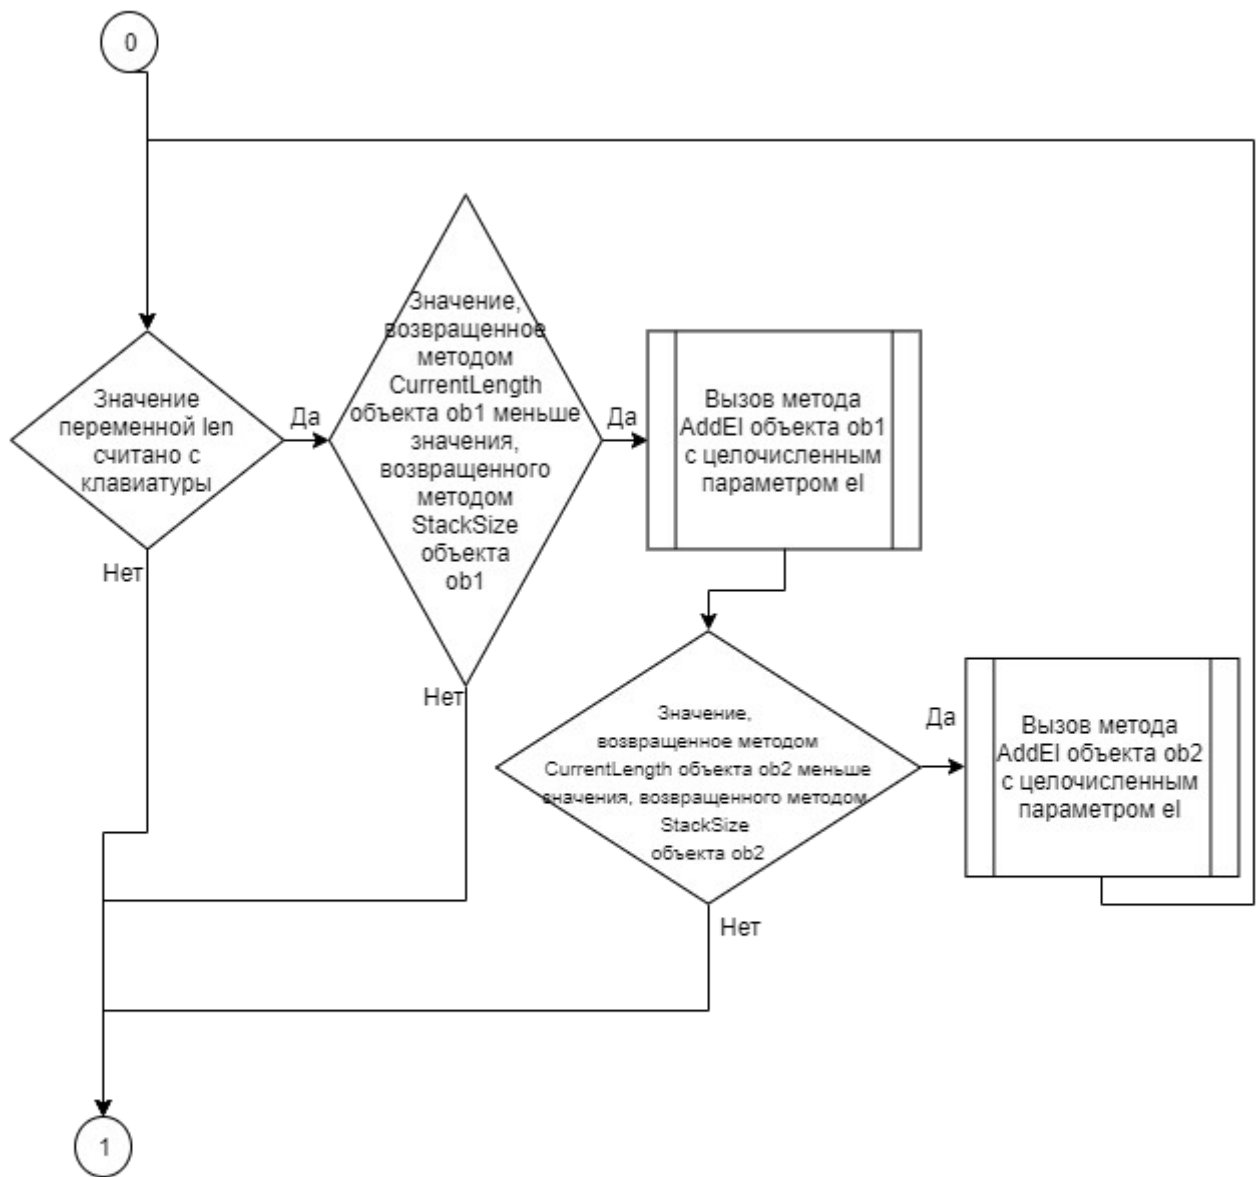 0
Значение
переменной len
считано с
клавиатуры
Да
Нет
Значение,
возвращенное
методом
CurrentLength
объекта ob1 меньше
значения,
возвращенного
методом
StackSize
объекта
ob1
Да
Нет
Вызов метода
AddEl объекта ob1
с целочисленным
параметром el
Значение,
возвращенное методом
CurrentLength объекта ob2 меньше
значения, возвращенного методом
StackSize
объекта ob2
Да
Нет
Вызов метода
AddEl объекта ob2
с целочисленным
параметром el
1